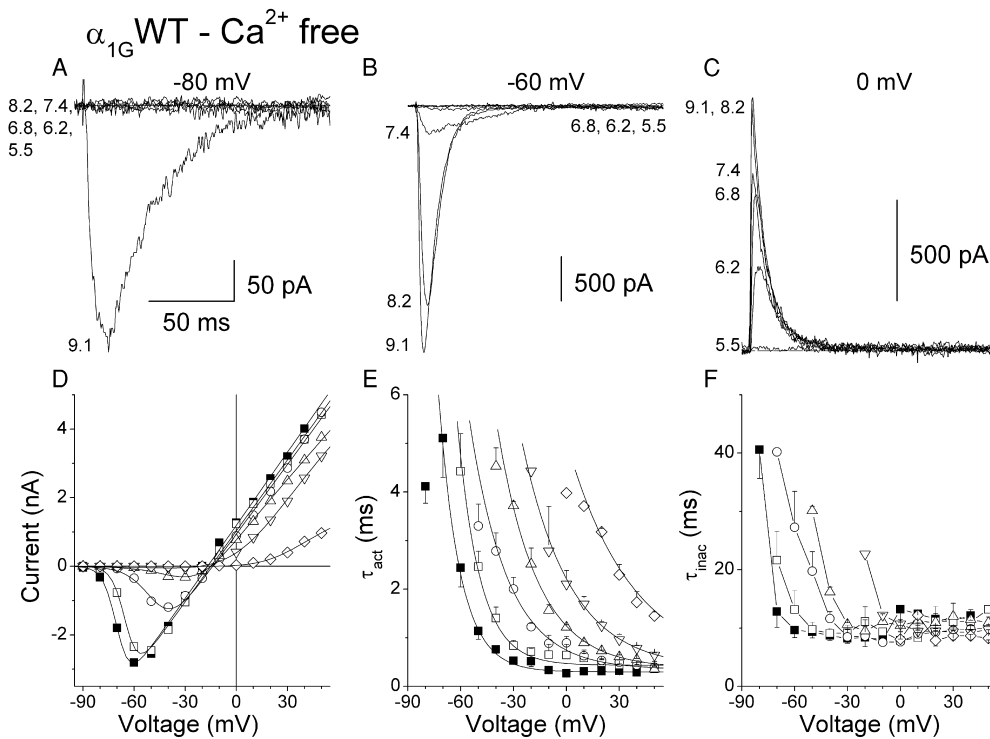 α1GWT - Ca2+ free
A
-80 mV
8.2, 7.4
6.8, 6.2,
5.5
50 pA
50 ms
9.1
B
-60 mV
7.4
6.8, 6.2, 5.5
500 pA
8.2
9.1
C
0 mV
9.1, 8.2
7.4
6.8
500 pA
6.2
5.5
D
Current (nA)
4
2
0
-2
-90
-60
-30
0
30
Voltage (mV)
E
τact (ms)
6
4
2
0
-90
-60
-30
0
30
Voltage (mV)
F
τinac (ms)
60
40
20
0
-90
-60
-30
0
30
Voltage (mV)